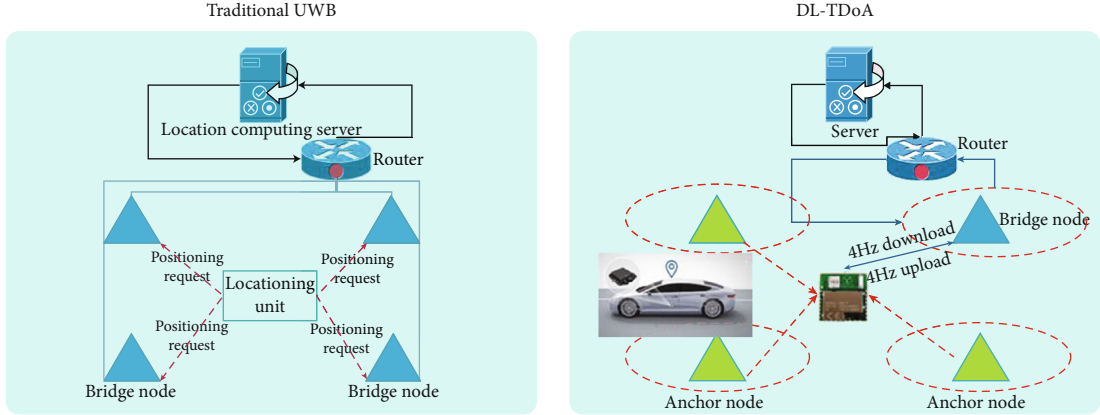 Traditional UWB
Location computing server
Router
Positioning
request
Positioning
request
Locationing
unit
Positioning
request
Positioning
request
Bridge node
Bridge node
DL-TDoA
Server
Router
Bridge node
4Hz download
4Hz upload
Anchor node
Anchor node